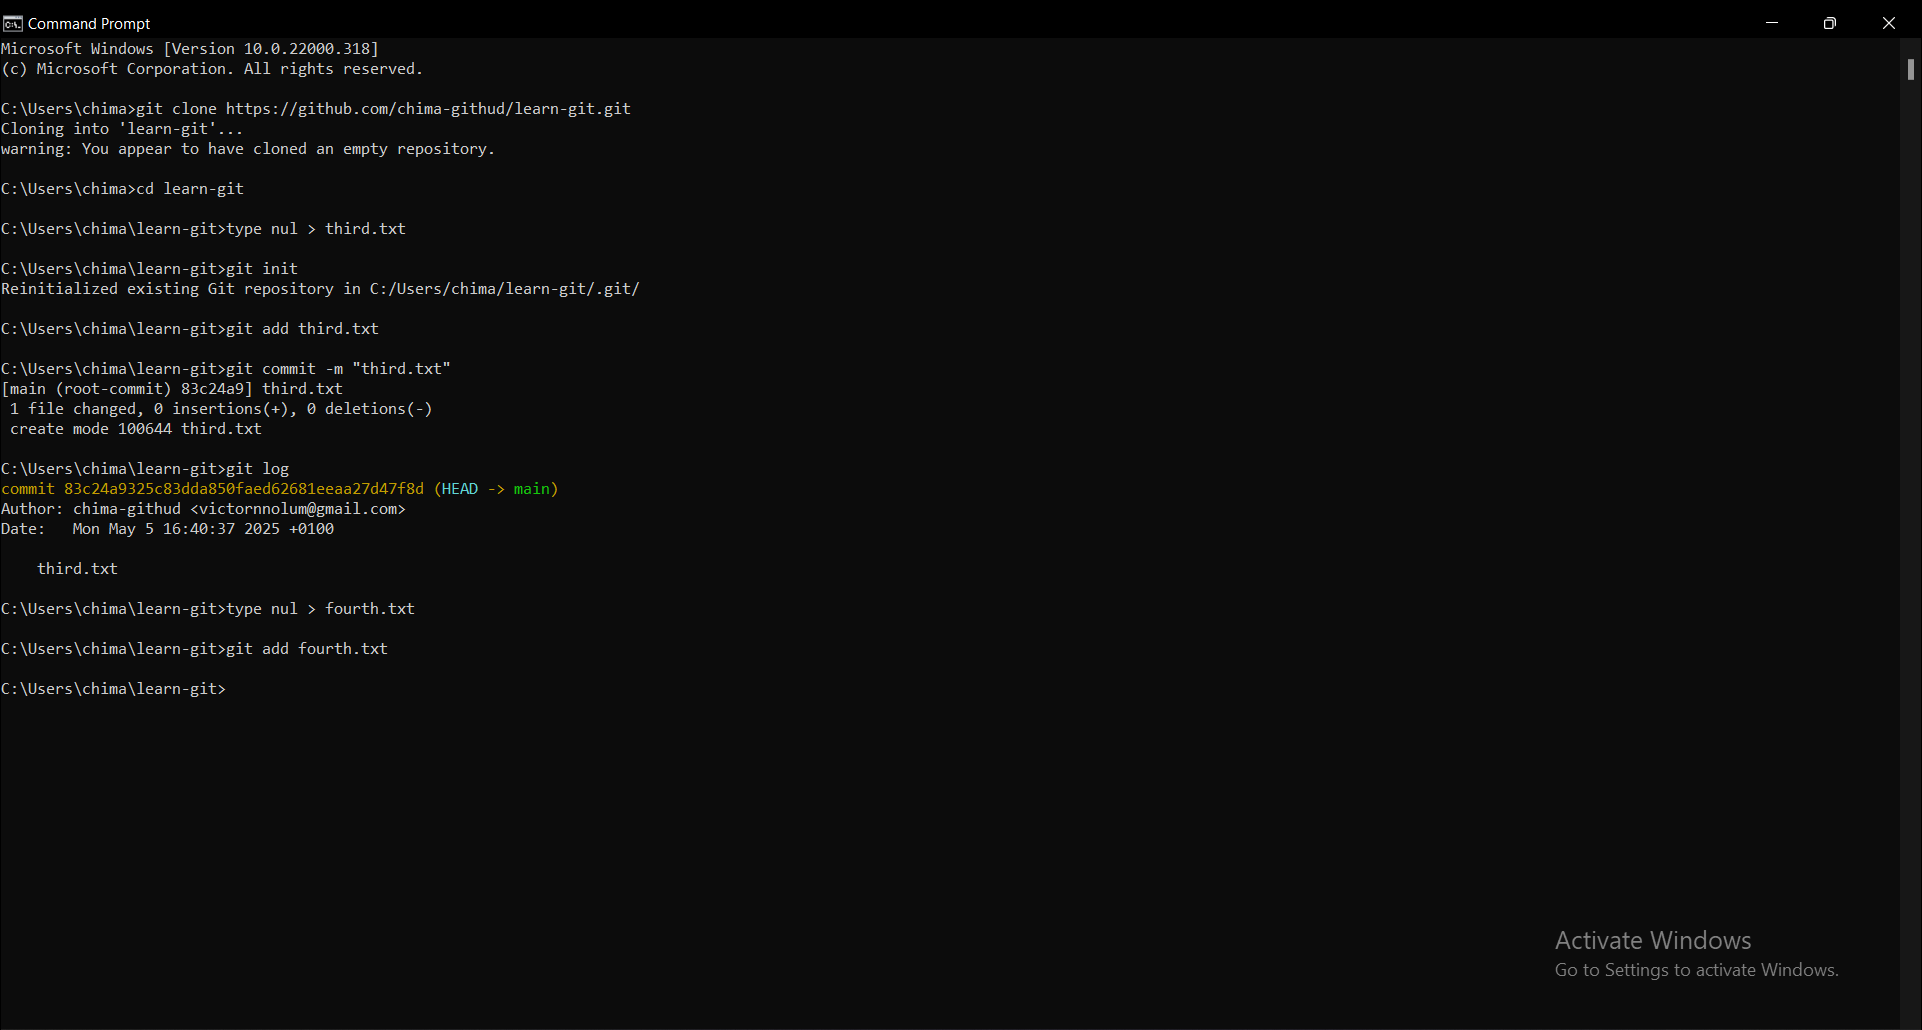 Command Prompt
Microsoft Windows [Version 10.0.22000.318]
(c) Microsoft Corporation. All rights reserved.
C:\Users\chima>git clone https://github.com/chima-githud/learn-git.git
Cloning into 'learn-git'...
warning: You appear to have cloned an empty repository.
C:\Users\chima>cd learn-git
C:\Users\chima\learn-git>type nul > third.txt
C:\Users\chima\learn-git>git init
Reinitialized existing Git repository in C:/Users/chima/learn-git/.git/
C:\Users\chima\learn-git>git add third.txt
C:\Users\chima\learn-git>git commit -m "third.txt"
[main (root-commit) 83c24a9] third.txt
 1 file changed, 0 insertions(+), 0 deletions(-)
 create mode 100644 third.txt
C:\Users\chima\learn-git>git log
commit 83c24a9325c83dda850faed62681eeaa27d47f8d (HEAD -> main)
Author: chima-githud <victornnolum@gmail.com>
Date:   Mon May 5 16:40:37 2025 +0100
    third.txt
C:\Users\chima\learn-git>type nul > fourth.txt
C:\Users\chima\learn-git>git add fourth.txt
C:\Users\chima\learn-git>
Activate Windows
Go to Settings to activate Windows.